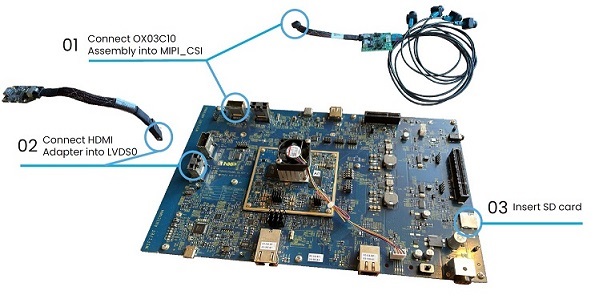 01 Connect OX03C10
Assembly into MIPI_CSI
02 Connect HDMI
Adapter into LVDS0
03 Insert SD card